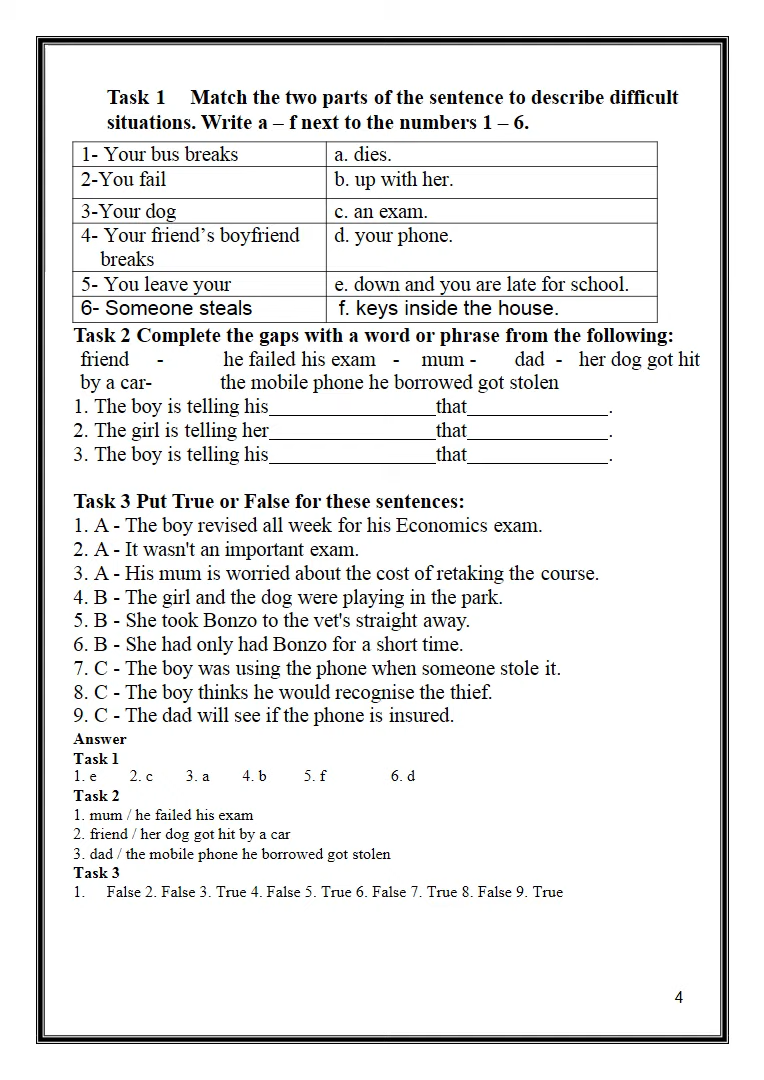 Task 1 Match the two parts of the sentence to describe difficult
situations. Write a – f next to the numbers 1 – 6.
1- Your bus breaks a. dies.
2-You fail b. up with her.
3-Your dog c. an exam.
4- Your friend's boyfriend d. your phone.
breaks
5- You leave your e. down and you are late for school.
6- Someone steals f. keys inside the house.
Task 2 Complete the gaps with a word or phrase from the following:
friend - he failed his exam - mum - dad - her dog got hit
by a car- the mobile phone he borrowed got stolen
1. The boy is telling his________________that______________.
2. The girl is telling her________________that______________.
3. The boy is telling his________________that______________.
Task 3 Put True or False for these sentences:
1. A - The boy revised all week for his Economics exam.
2. A - It wasn't an important exam.
3. A - His mum is worried about the cost of retaking the course.
4. B - The girl and the dog were playing in the park.
5. B - She took Bonzo to the vet's straight away.
6. B - She had only had Bonzo for a short time.
7. C - The boy was using the phone when someone stole it.
8. C - The boy thinks he would recognise the thief.
9. C - The dad will see if the phone is insured.
Answer
Task 1
1. e 2. c 3. a 4. b 5. f 6. d
Task 2
1. mum / he failed his exam
2. friend / her dog got hit by a car
3. dad / the mobile phone he borrowed got stolen
Task 3
1. False 2. False 3. True 4. False 5. True 6. False 7. True 8. False 9. True
4